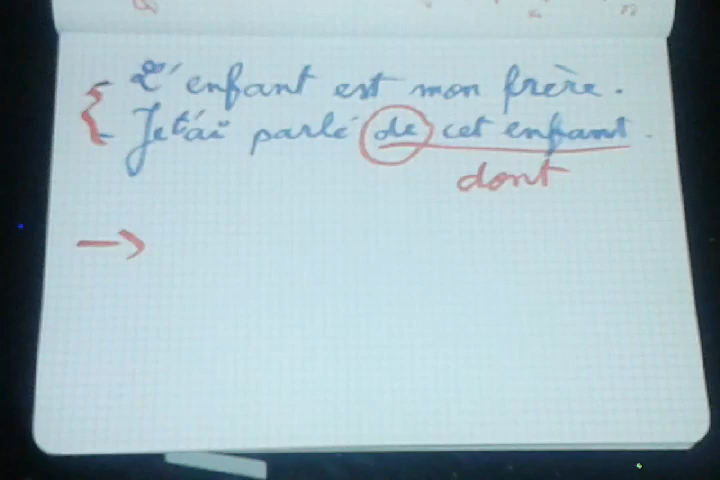 L'enfant est mon frère.
Je t'ai parlé de cet enfant.
dont